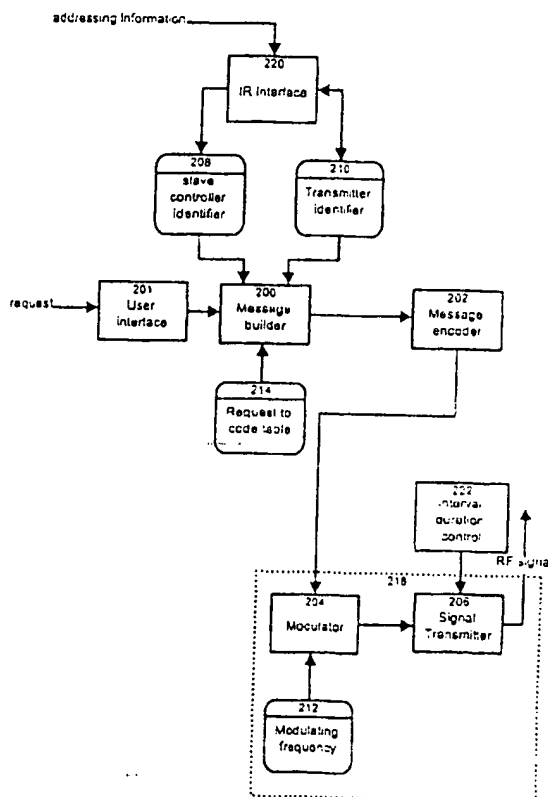 addressing Information
220
IR Interface
208
slave
controller
identifier
210
Transmitter
identifier
request
201
User
interface
200
Message
builder
202
Message
encoder
214
Request to
code table
222
Interval
duration
control
RF signal
218
204
Modulator
206
Signal
Transmitter
212
Modulating
frequency